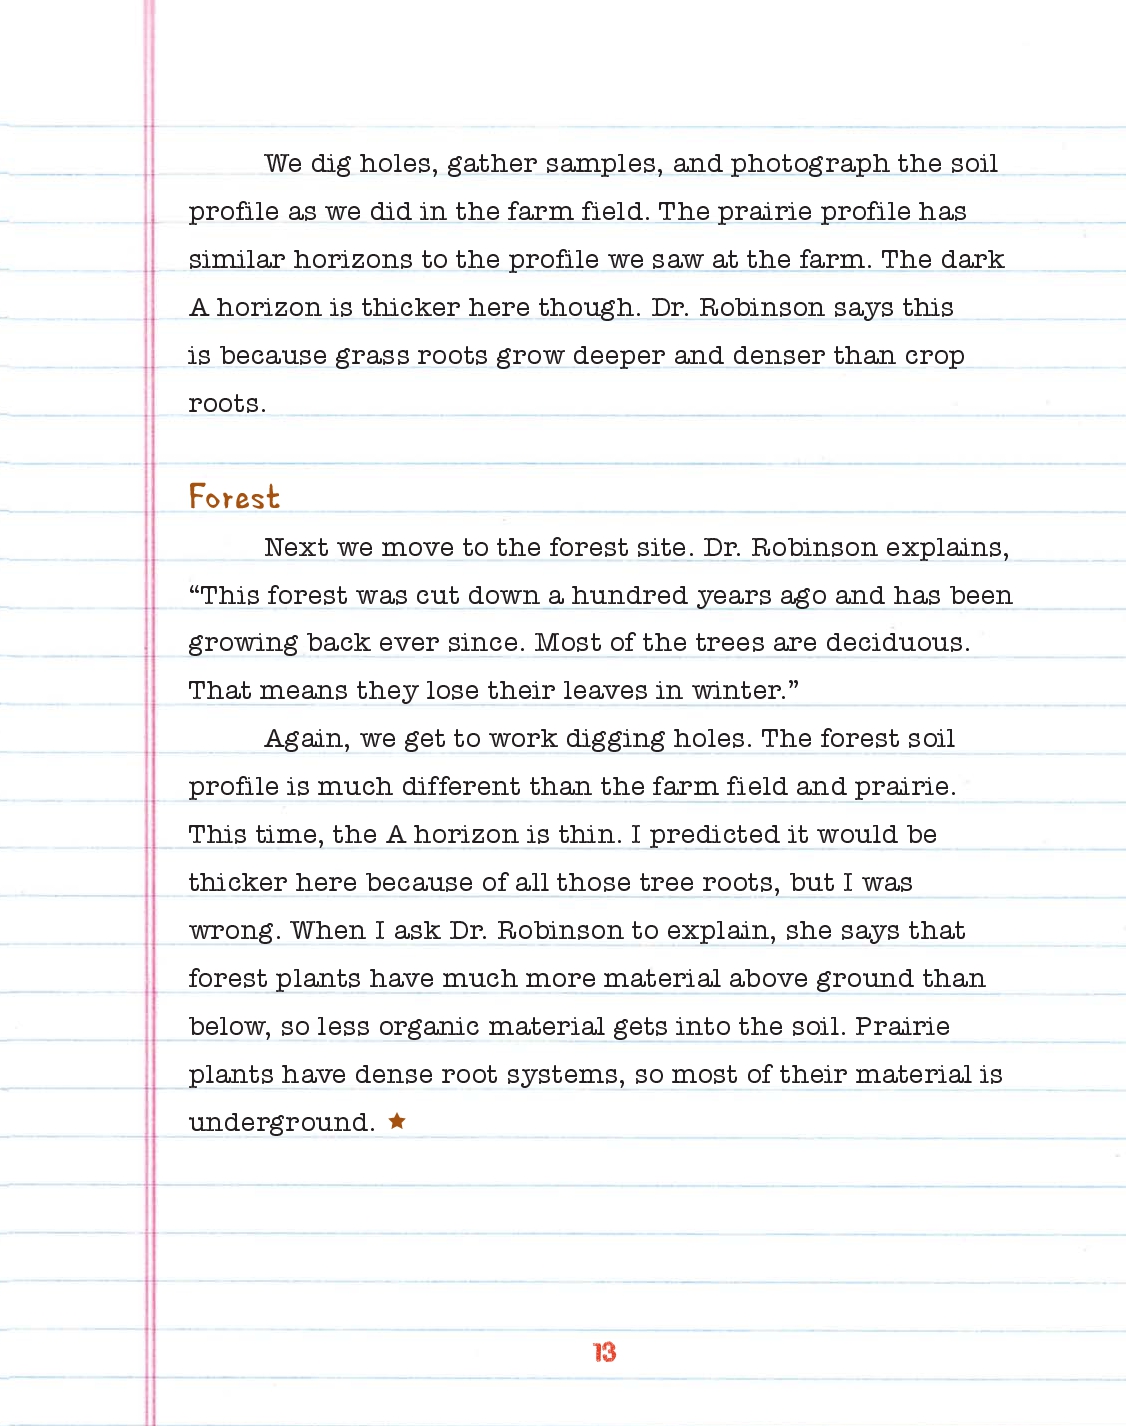 We dig holes, gather samples, and photograph the soil
profile as we did in the farm field. The prairie profile has
similar horizons to the profile we saw at the farm. The dark
A horizon is thicker here though. Dr. Robinson says this
is because grass roots grow deeper and denser than crop
roots.
Forest
Next we move to the forest site. Dr. Robinson explains,
“This forest was cut down a hundred years ago and has been
growing back ever since. Most of the trees are deciduous.
That means they lose their leaves in winter.”
Again, we get to work digging holes. The forest soil
profile is much different than the farm field and prairie.
This time, the A horizon is thin. I predicted it would be
thicker here because of all those tree roots, but I was
wrong. When I ask Dr. Robinson to explain, she says that
forest plants have much more material above ground than
below, so less organic material gets into the soil. Prairie
plants have dense root systems, so most of their material is
underground. ★
13